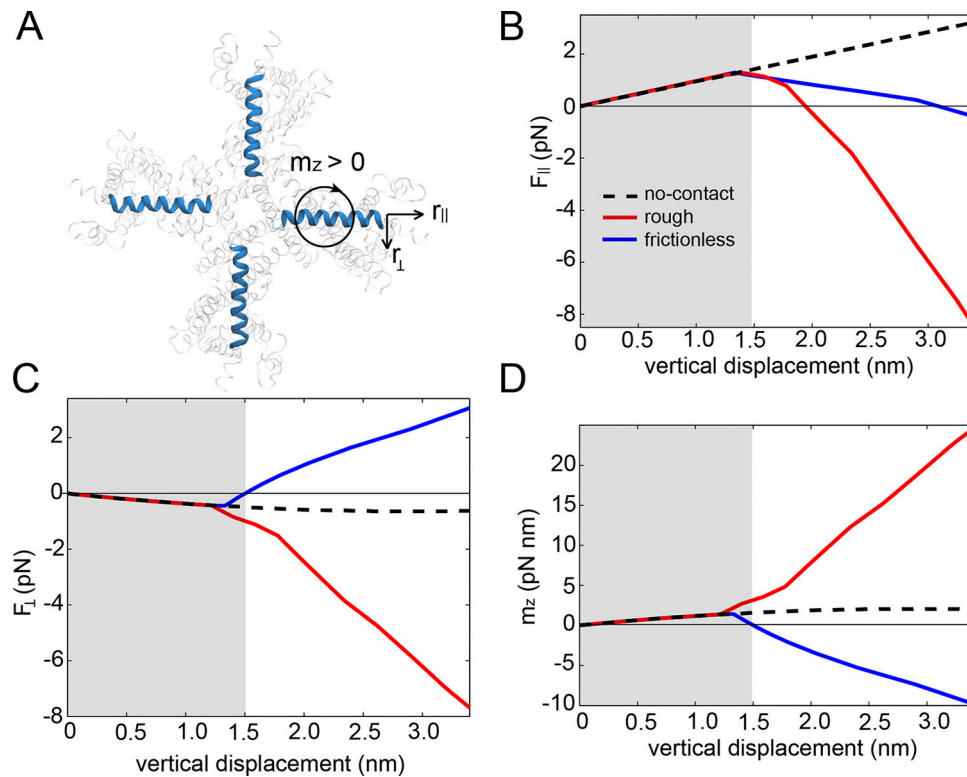 A
m_z > 0
r_||
r_⊥
B
2
0
-2
-4
-6
-8
F_|| (pN)
no-contact
rough
frictionless
0 0.5 1.0 1.5 2.0 2.5 3.0
vertical displacement (nm)
C
2
0
-2
-4
-6
-8
F_⊥ (pN)
0 0.5 1.0 1.5 2.0 2.5 3.0
vertical displacement (nm)
D
20
15
10
5
0
-5
-10
m_z (pN nm)
0 0.5 1.0 1.5 2.0 2.5 3.0
vertical displacement (nm)